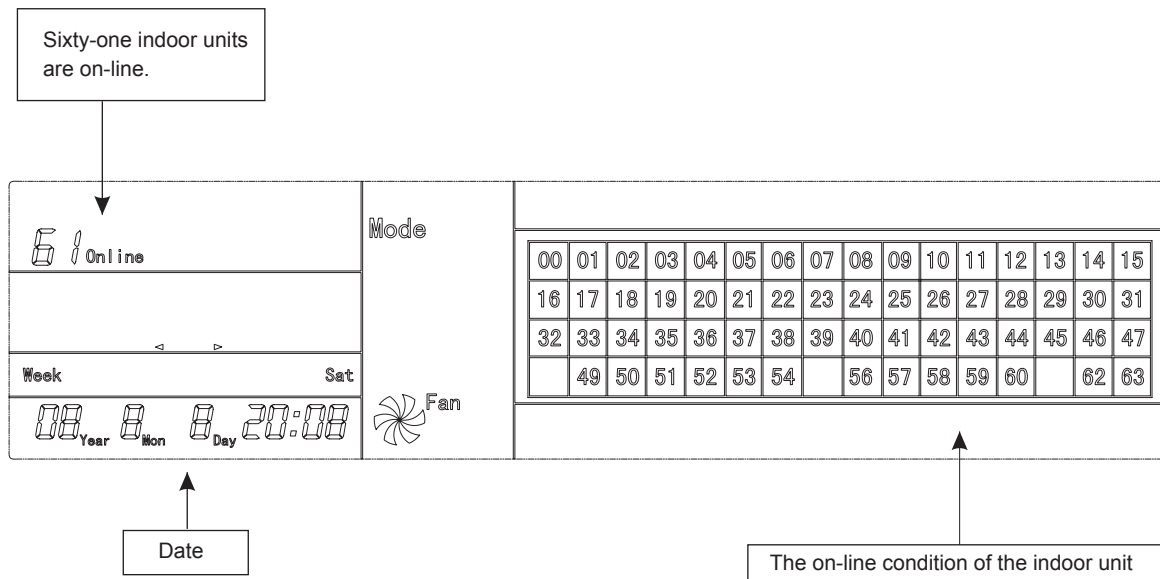 Sixty-one indoor units
are on-line.
61 Online
Mode
00 01 02 03 04 05 06 07 08 09 10 11 12 13 14 15
16 17 18 19 20 21 22 23 24 25 26 27 28 29 30 31
32 33 34 35 36 37 38 39 40 41 42 43 44 45 46 47
49 50 51 52 53 54 56 57 58 59 60 62 63
Week Sat
08 Year 8 Mon 8 Day 20:08
Fan
Date
The on-line condition of the indoor unit